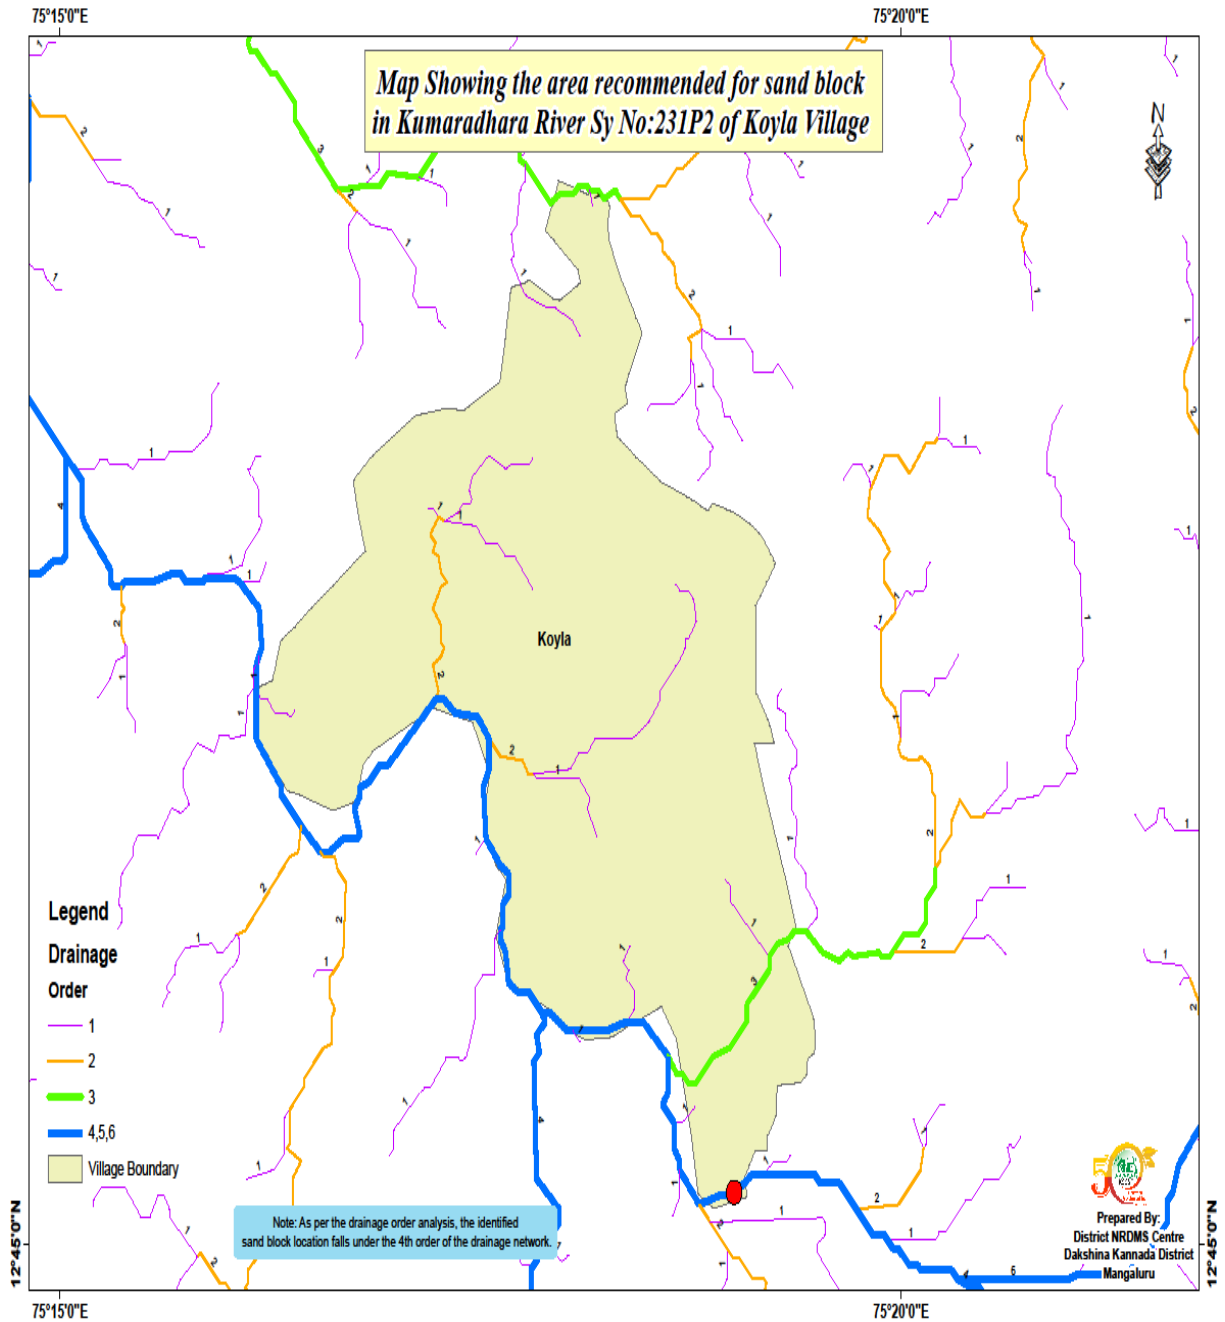 75°15'0"E
75°20'0"E
Map Showing the area recommended for sand block
in Kumaradhara River Sy No:231P2 of Koyla Village
N
Koyla
Legend
Drainage
Order
1
2
3
4,5,6
Village Boundary
Note: As per the drainage order analysis, the identified
sand block location falls under the 4th order of the drainage network.
Prepared By:
District NRDMS Centre
Dakshina Kannada District
Mangaluru
12°45'0"N
12°45'0"N
75°15'0"E
75°20'0"E